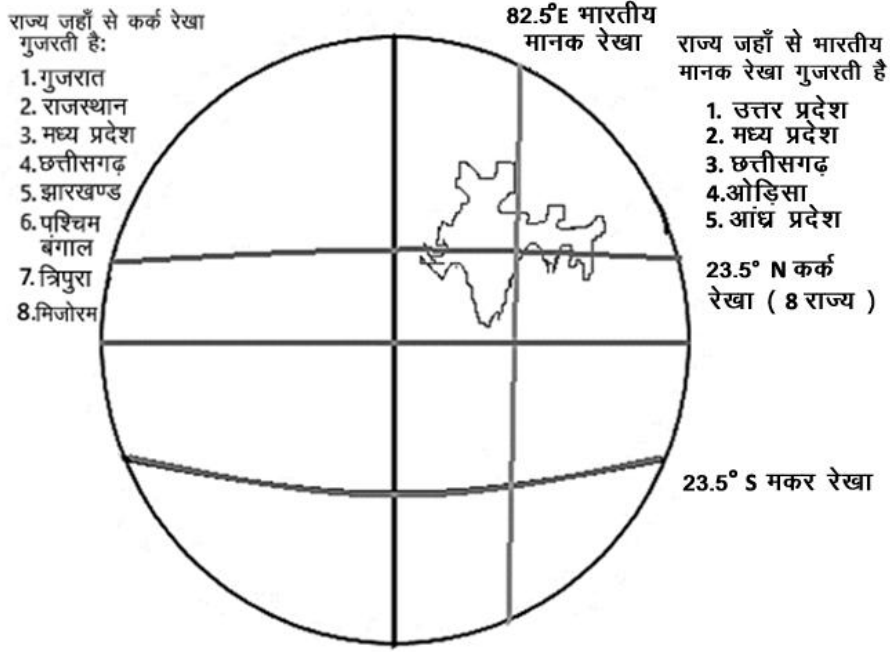 राज्य जहाँ से कर्क रेखा
गुजरती है:
1.गुजरात
2. राजस्थान
3. मध्य प्रदेश
4.छत्तीसगढ़
5. झारखण्ड
6. पश्चिम
बंगाल
7. त्रिपुरा
8.मिजोरम
82.5°E भारतीय
मानक रेखा
राज्य जहाँ से भारतीय
मानक रेखा गुजरती है
1. उत्तर प्रदेश
2. मध्य प्रदेश
3. छत्तीसगढ़
4.ओड़िसा
5. आंध्र प्रदेश
23.5° N कर्क
रेखा ( 8 राज्य )
23.5° S मकर रेखा